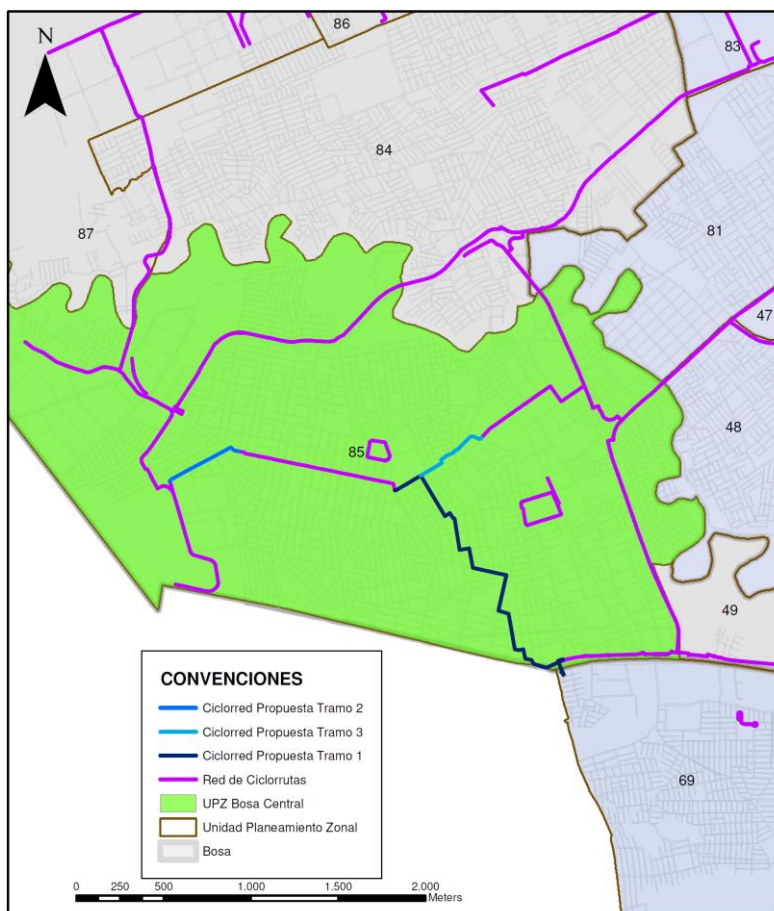 N
86
83
84
87
81
47
85
48
49
69
CONVENCIONES
Ciclorred Propuesta Tramo 2
Ciclorred Propuesta Tramo 3
Ciclorred Propuesta Tramo 1
Red de Ciclorrutas
UPZ Bosa Central
Unidad Planeamiento Zonal
Bosa
0 250 500 1.000 1.500 2.000
Meters